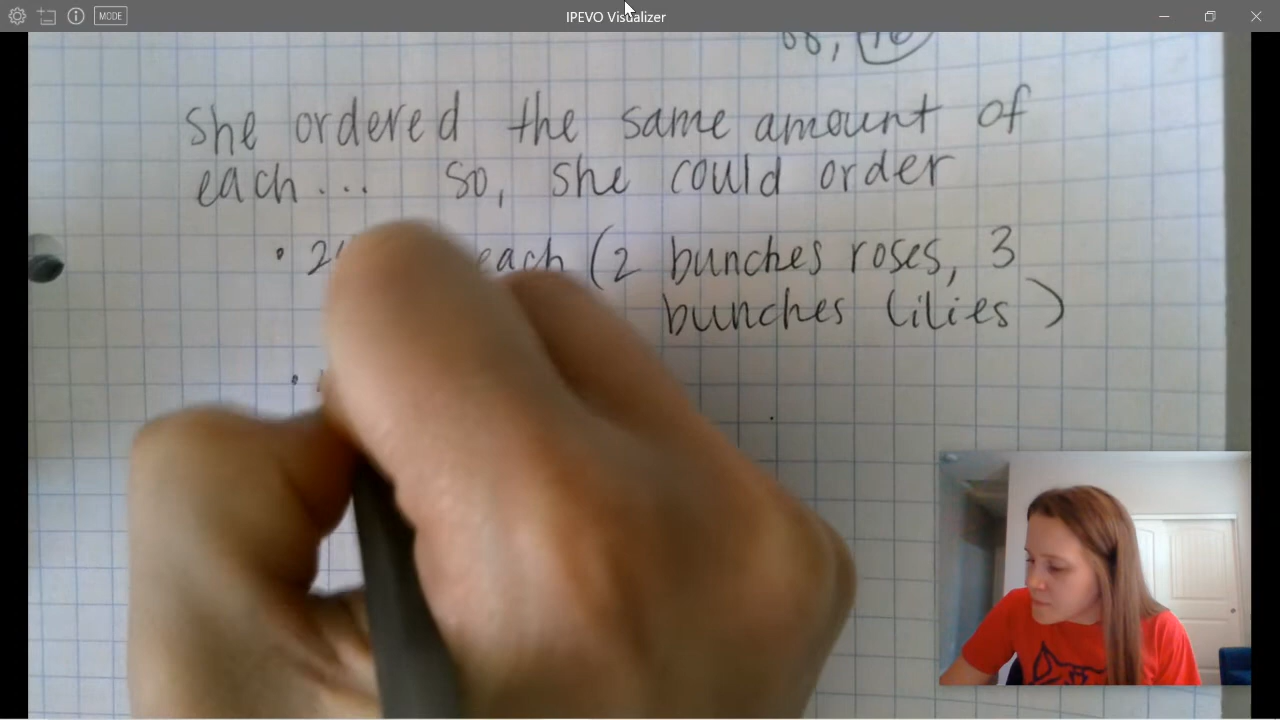 MODE
IPEVO Visualizer
She ordered the same amount of
each... so, she could order
each (2 bunches roses, 3
bunches lilies)